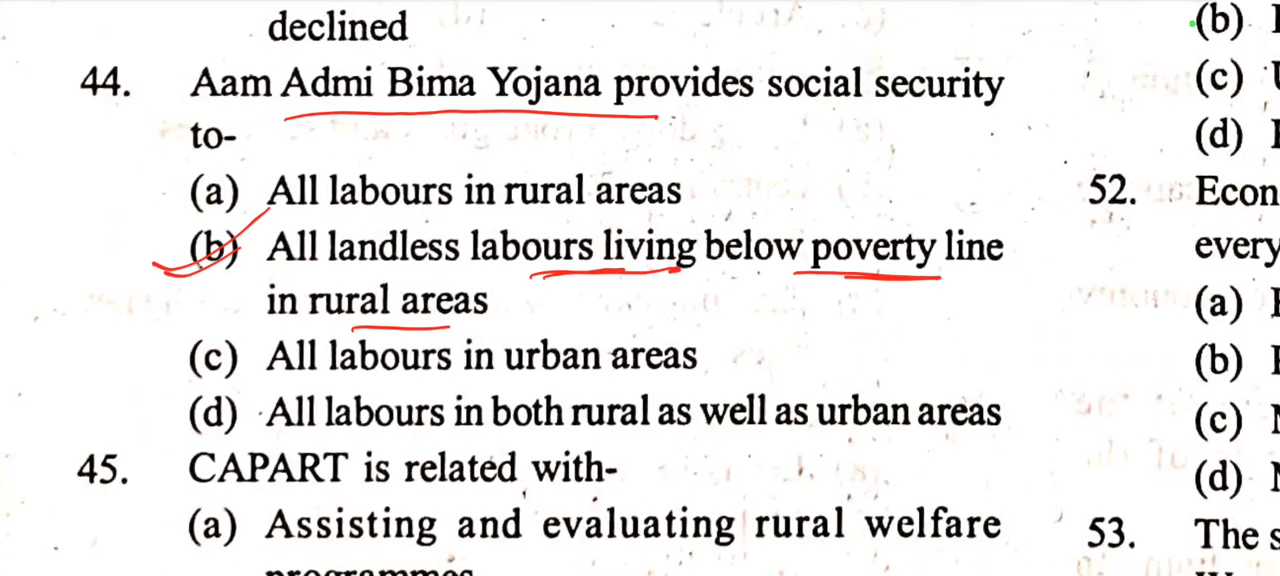 declined
44. Aam Admi Bima Yojana provides social security
to-
(a) All labours in rural areas
(b) All landless labours living below poverty line
in rural areas
(c) All labours in urban areas
(d) All labours in both rural as well as urban areas
45. CAPART is related with-
(a) Assisting and evaluating rural welfare
programmes
(b)
(c)
(d)
52. Econ
every
(a)
(b)
(c)
(d)
53. The s